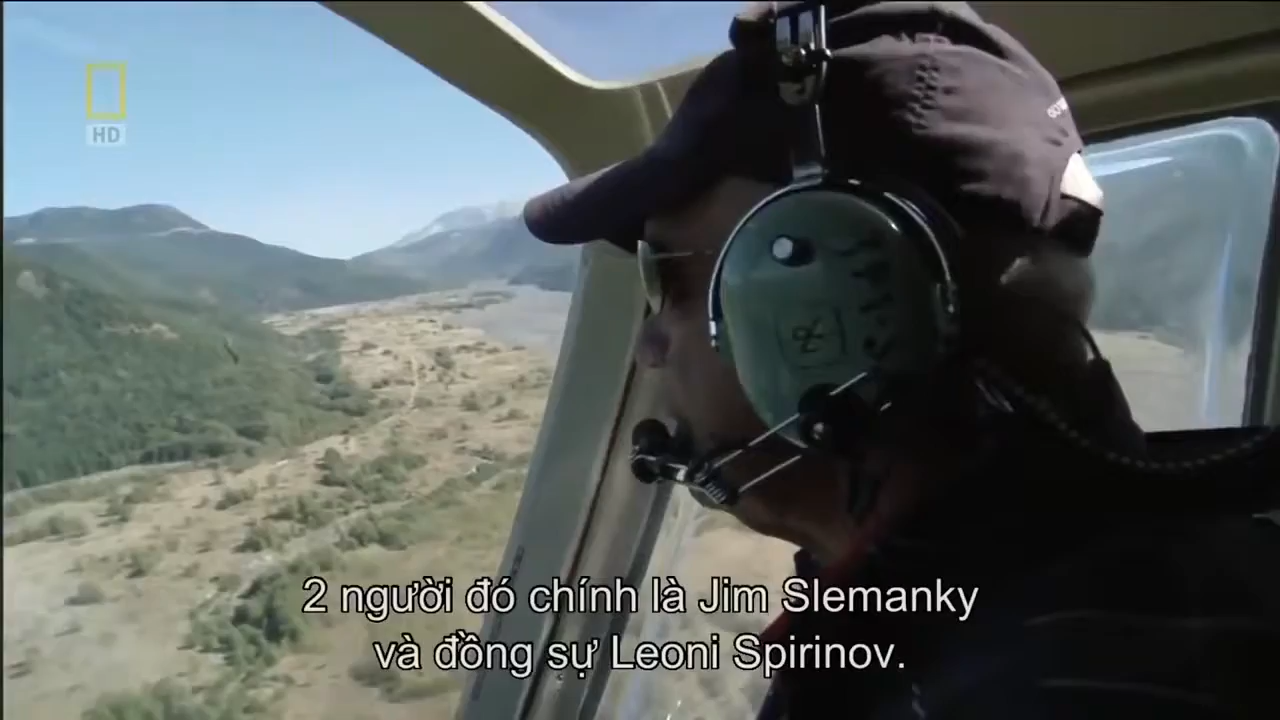 HD
2 người đó chính là Jim Slemanky
và đồng sự Leoni Spirinov.